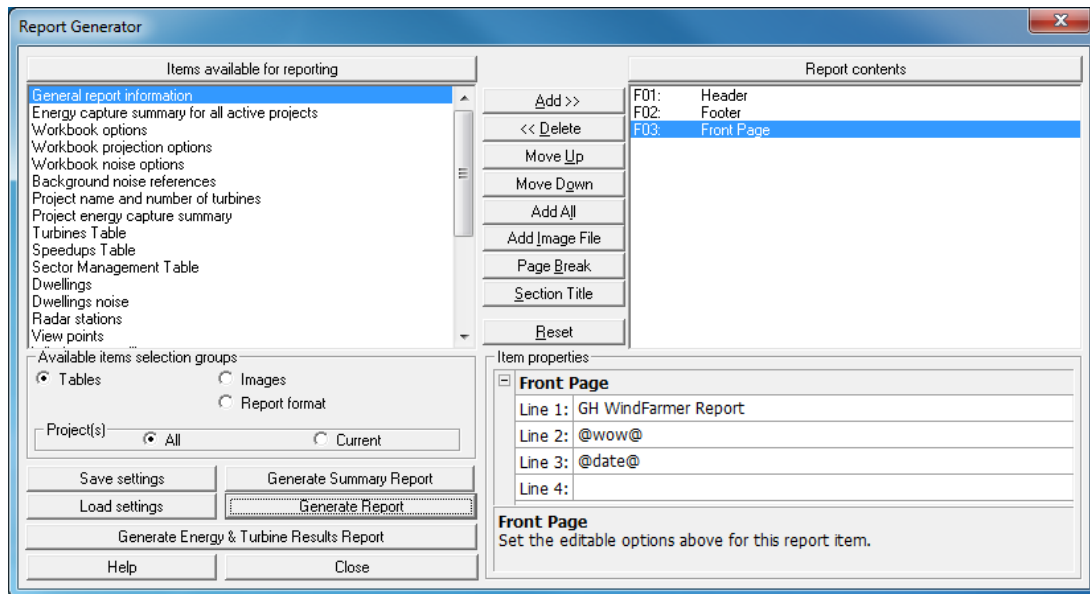 Report Generator
x
Items available for reporting
General report information
Energy capture summary for all active projects
Workbook options
Workbook projection options
Workbook noise options
Background noise references
Project name and number of turbines
Project energy capture summary
Turbines Table
Speedups Table
Sector Management Table
Dwellings
Dwellings noise
Radar stations
View points
Add >>
<< Delete
Move Up
Move Down
Add All
Add Image File
Page Break
Section Title
Reset
Report contents
F01: Header
F02: Footer
F03: Front Page
Available items selection groups
Tables Images
Report format
Project(s)
All Current
Save settings Generate Summary Report
Load settings Generate Report
Generate Energy & Turbine Results Report
Help Close
Item properties
Front Page
Line 1: GH WindFarmer Report
Line 2: @wow@
Line 3: @date@
Line 4:
Front Page
Set the editable options above for this report item.